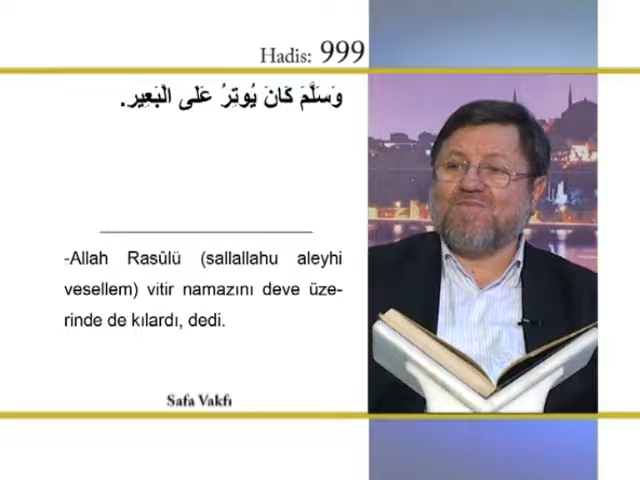 Hadis: 999
وَسَلَّمَ كَانَ يُوتِرُ عَلَى الْبَعِيرِ.
-Allah Rasûlü (sallallahu aleyhi
vesellem) vitir namazını deve üze-
rinde de kılardı, dedi.
Safa Vakfı